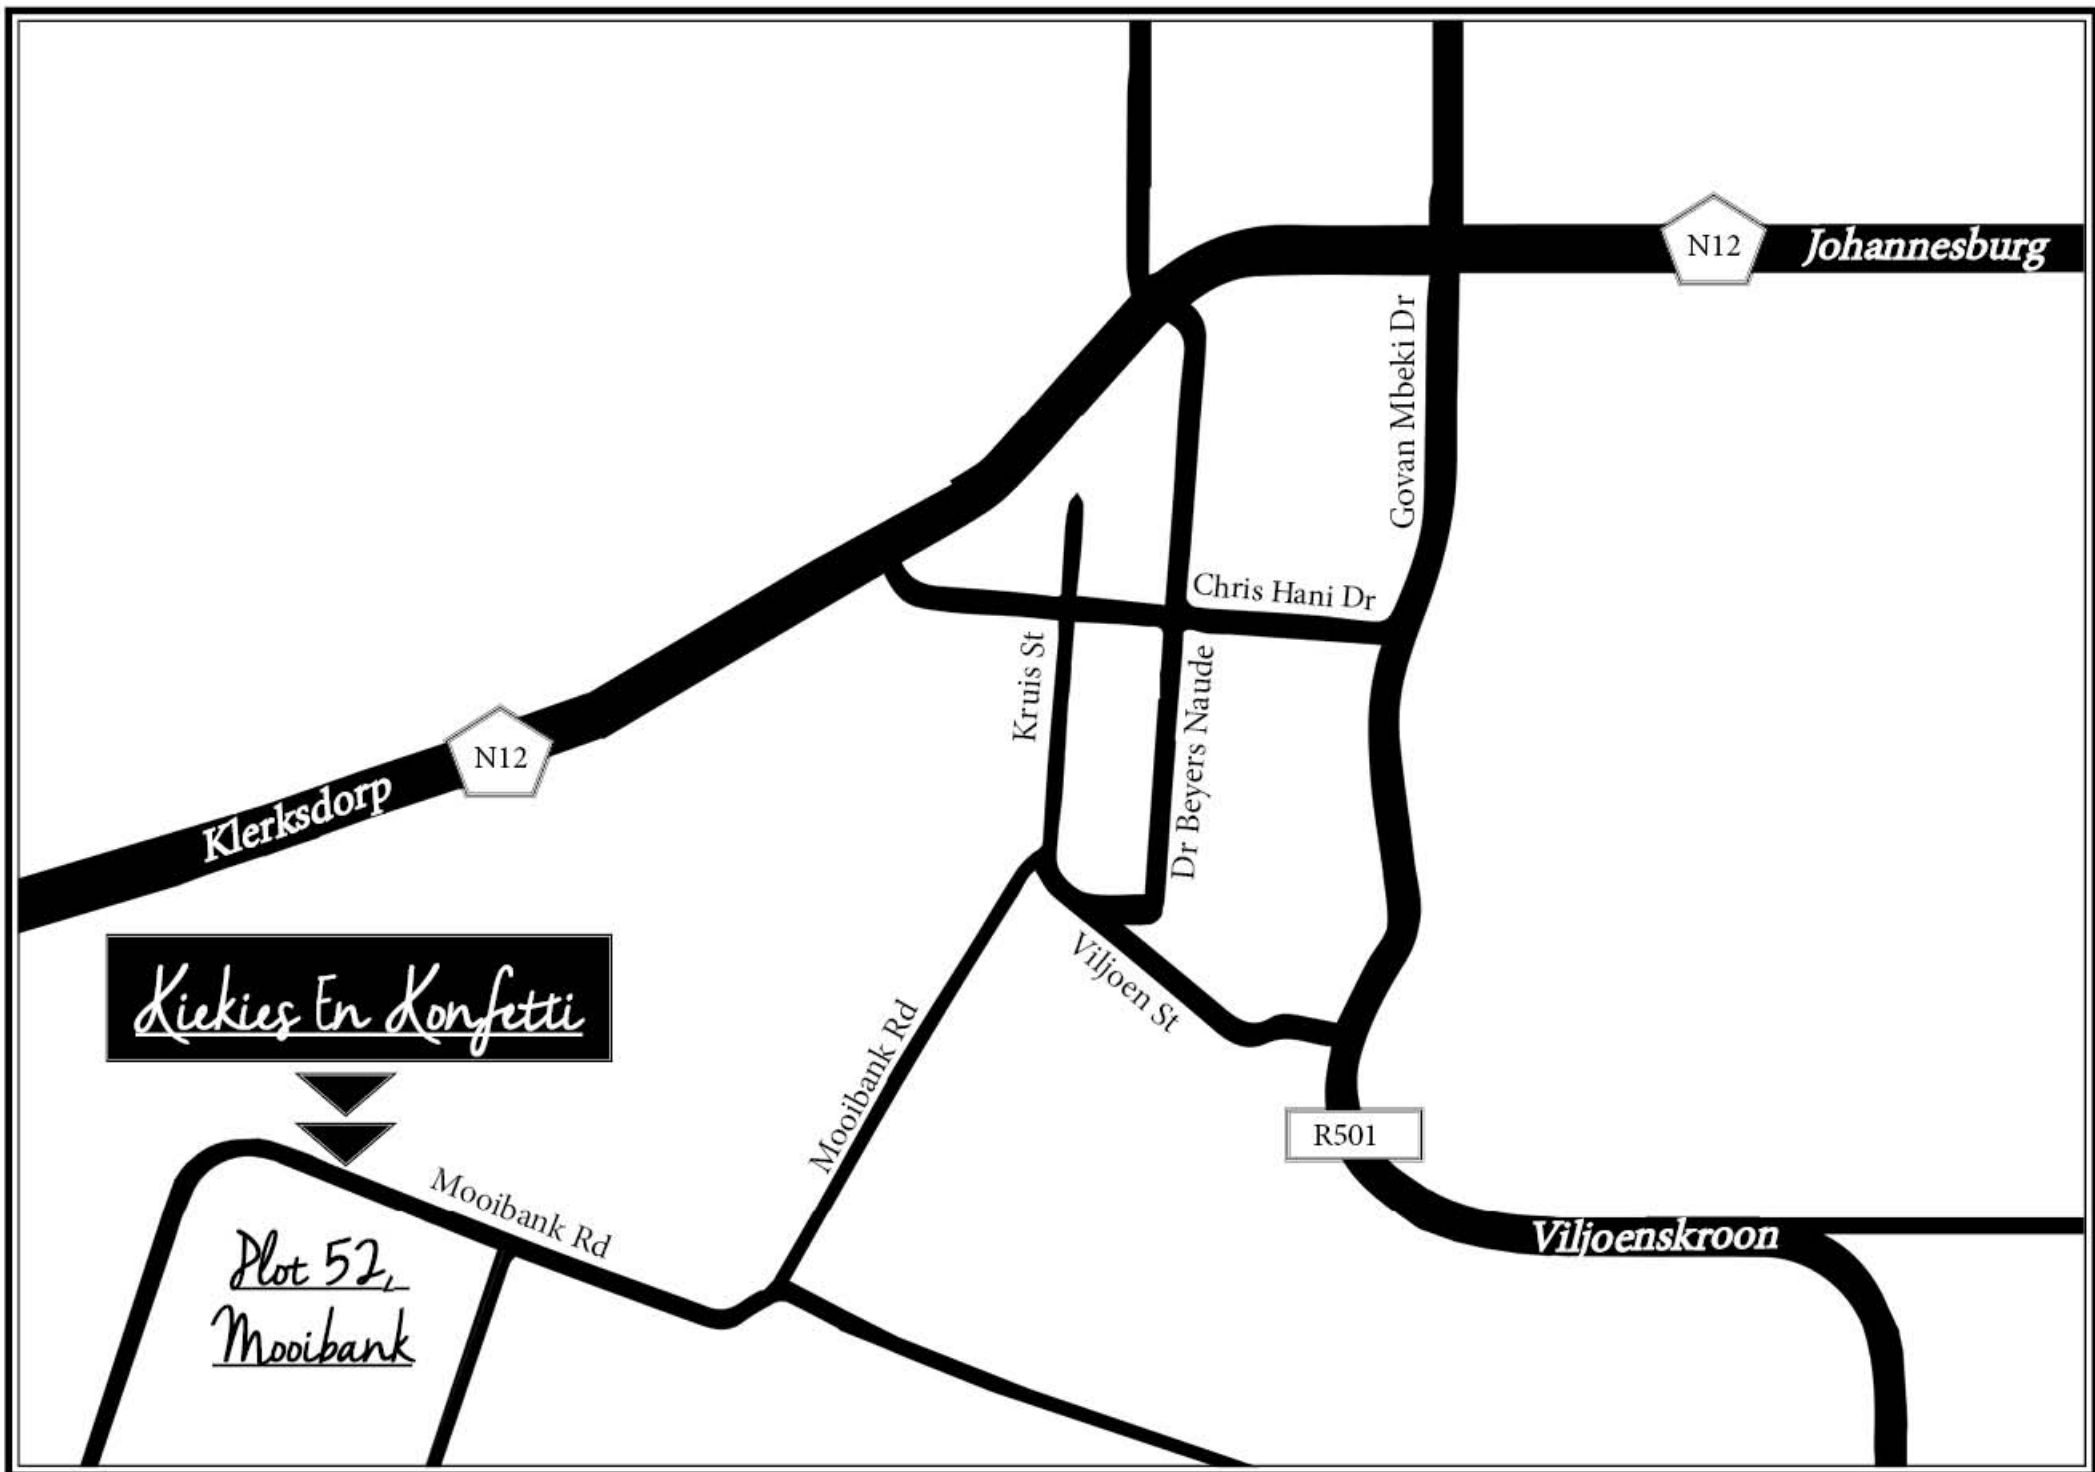 N12
Johannesburg
Govan Mbeki Dr
Chris Hani Dr
Kruis St
Dr Beyers Naude
N12
Klerksdorp
Kiekies En Konfetti
Viljoen St
Mooibank Rd
R501
Mooibank Rd
Viljoenskroon
Plot 52,
Mooibank